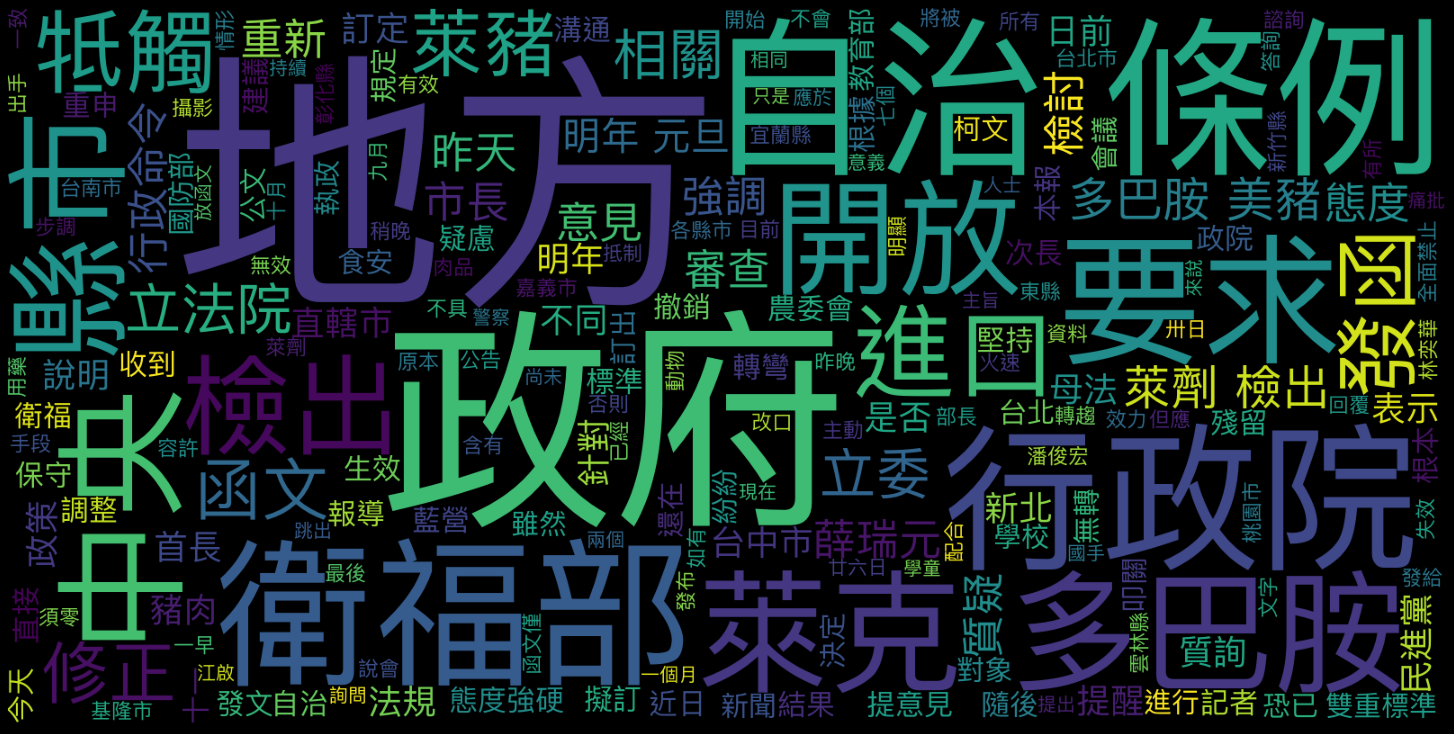 一致
牴觸
情形
重新
訂定
萊豬
溝通
相關
開始
不會
將被
所有
日前
諮詢
自治
條例
出手
重申
攝影
建議
持續
彰化縣
規定
有效
地方
昨天
明年 元旦
租同
只是
應於
宜蘭縣
教育部
根據
七個
意義
柯文
台北市
檢討
會議
答詢
新竹縣
有所
縣市
台南市
步調
行政命令
國防部
放函文
公文
十月
執政
九月
稍晚
市長
疑慮
意見
強調
各縣市
目前
開放
明顯
人士
本報
多巴胺 美豬
態度
痛批
政院
次長
要求
來說
發函
全面禁止
立法院
無效
食安
肉品
明年
抵制
審查
嘉義市
撤銷
農委會
主旨
東縣
直轄市
萊劑
不具
警察
不同
訂出
進口
堅持
火速
資料
卅日
林奕華
用藥
說明
收到
檢出
原本
公告
尚未
標準
動物
轉彎
昨晚
母法
萊劑 檢出
回覆
表示
衛福
手段
中央
容許
保守
政府
否則
改口
主動
是否
部長
台北
轉趨
效力
但應
殘留
根本
函文
生效
針對
已經
含有
立委
潘俊宏
行政院
政策
調整
首長
跳出
報導
藍營
雖然
兩個
還在
紛紛
現在
如有
台中市
薛瑞元
廿六日
配合
新北
學校
無轉
國手
桃園市
失效
直接
須零
豬肉
一早
衛福部
最後
發布
函文僅
萊克
多巴胺
學童
質疑
叩關
雲林縣
文字
發給
質詢
民進黨
今天
修正
基隆市
二十
江啟
說會
發文
自治
詢問
法規
態度強硬
擬訂
一個月
近日
新聞
結果
決定
提意見
對象
隨後
提出
提醒
進行
記者
恐已
雙重標準